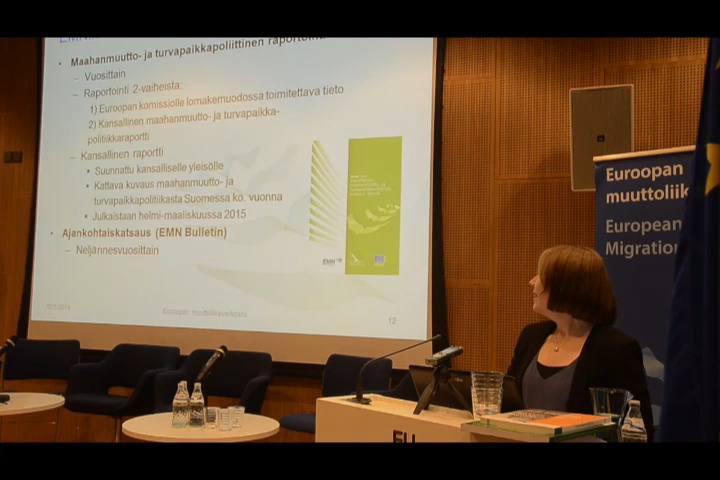 Maahanmuutto- ja turvapaikkapoliittinen
– Vuosittain
– Raportointi 2-vaiheista:
1) Euroopan komissiolle lomakemuodossa toimitettava tieto
2) Kansallinen maahanmuutto- ja turvapaikka-
politiikkaraportti
– Kansallinen raportti
• Suunnattu kansalliselle yleisölle
• Kattava kuvaus maahanmuutto- ja
turvapaikkapolitiikasta Suomessa ko. vuonna
• Julkaistaan helmi-maaliskuussa 2015
• Ajankohtaiskatsaus (EMN Bulletin)
– Neljännesvuosittain
EMN
Euroopan muuttoliikeverkosto
12
Euroopan
muuttoliik
European
Migration
EU